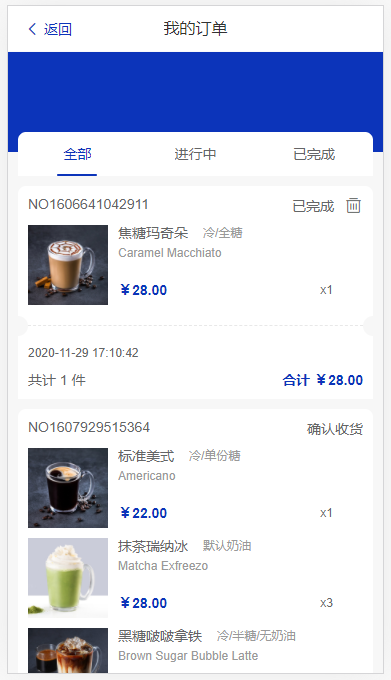 返回 我的订单
全部 进行中 已完成
NO1606641042911 已完成
焦糖玛奇朵 冷/全糖
Caramel Macchiato
￥28.00 x1
2020-11-29 17:10:42
共计 1 件 合计 ￥28.00
NO1607929515364 确认收货
标准美式 冷/单份糖
Americano
￥22.00 x1
抹茶瑞纳冰 默认奶油
Matcha Exfreezo
￥28.00 x3
黑糖啵啵拿铁 冷/半糖/无奶油
Brown Sugar Bubble Latte